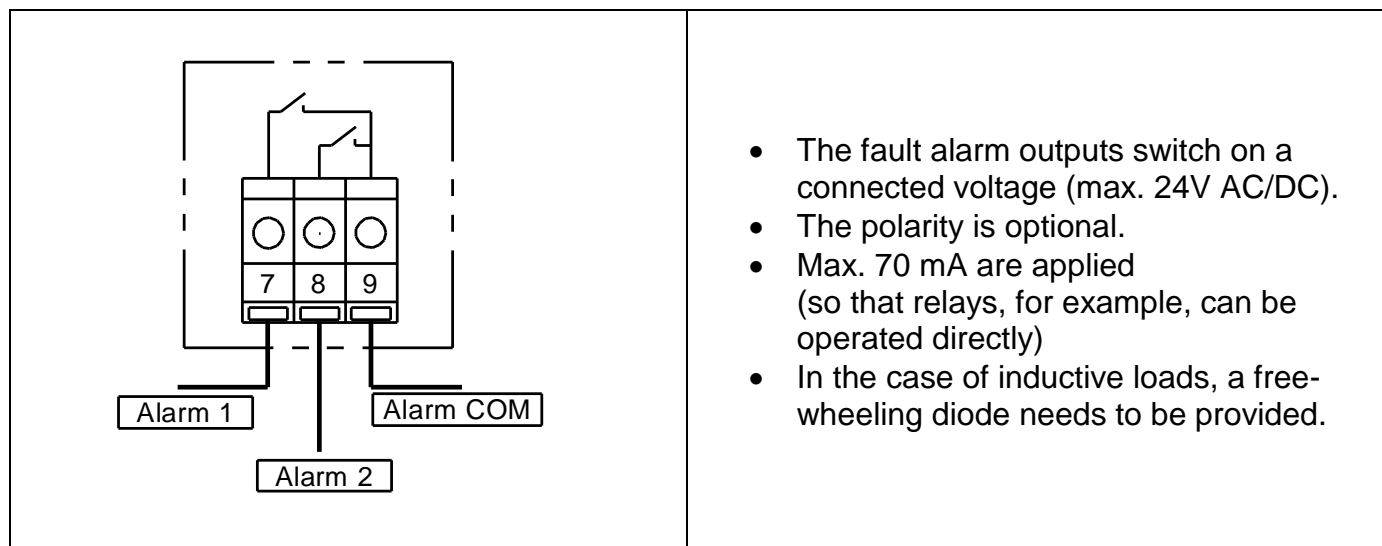 7 8 9
Alarm 1
Alarm COM
Alarm 2
• The fault alarm outputs switch on a
connected voltage (max. 24V AC/DC).
• The polarity is optional.
• Max. 70 mA are applied
(so that relays, for example, can be
operated directly)
• In the case of inductive loads, a free-
wheeling diode needs to be provided.